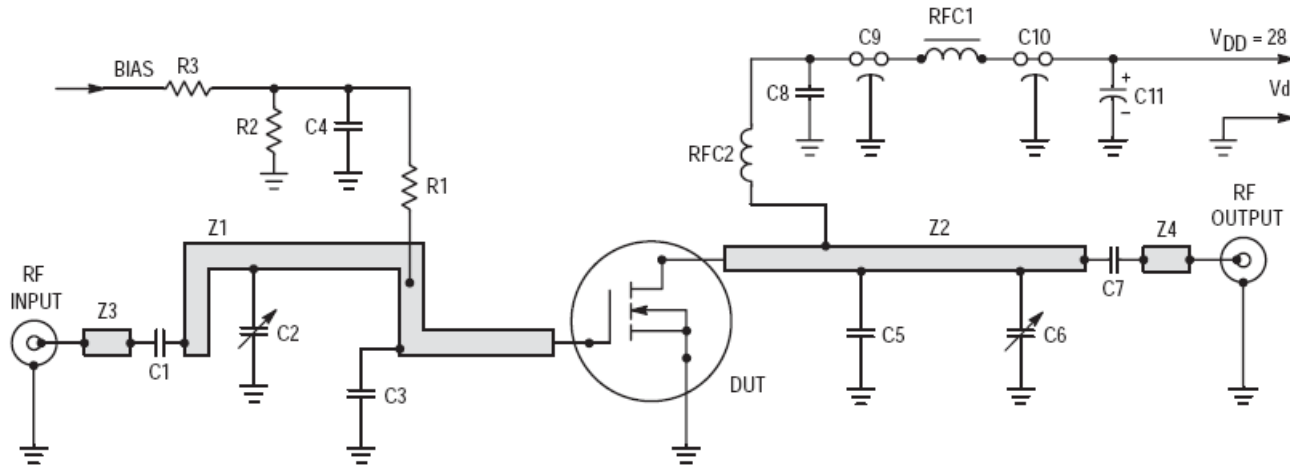 RFC1
C9
C10
V_DD = 28
BIAS
R3
R2
C4
C8
+
C11
−
Vd
RFC2
R1
Z1
Z2
Z4
RF
OUTPUT
RF
INPUT
Z3
C1
C2
C3
DUT
C5
C6
C7